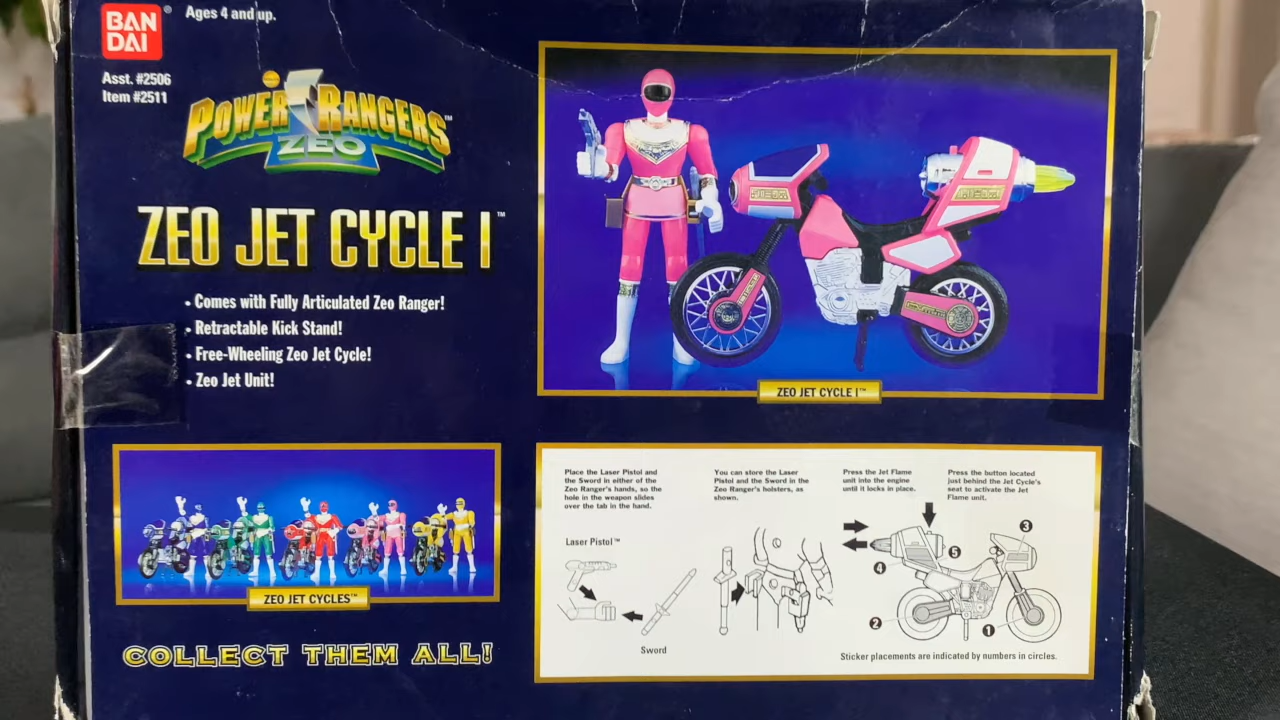 BAN
DAI
®
Ages 4 and up.
Asst. #2506
Item #2511
POWER RANGERS™
ZEO
ZEO JET CYCLE I™
• Comes with Fully Articulated Zeo Ranger!
• Retractable Kick Stand!
• Free-Wheeling Zeo Jet Cycle!
• Zeo Jet Unit!
ZEO JET CYCLE I™
ZEO JET CYCLES™
COLLECT THEM ALL!
Place the Laser Pistol and
the Sword in either of the
Zeo Ranger's hands, so the
hole in the weapon slides
over the tab in the hand.
Laser Pistol™
Sword
You can store the Laser
Pistol and the Sword in the
Zeo Ranger's holsters, as
shown.
Press the Jet Flame
unit into the engine
until it locks in place.
Press the button located
just behind the Jet Cycle's
seat to activate the Jet
Flame unit.
3
5
4
2
1
Sticker placements are indicated by numbers in circles.